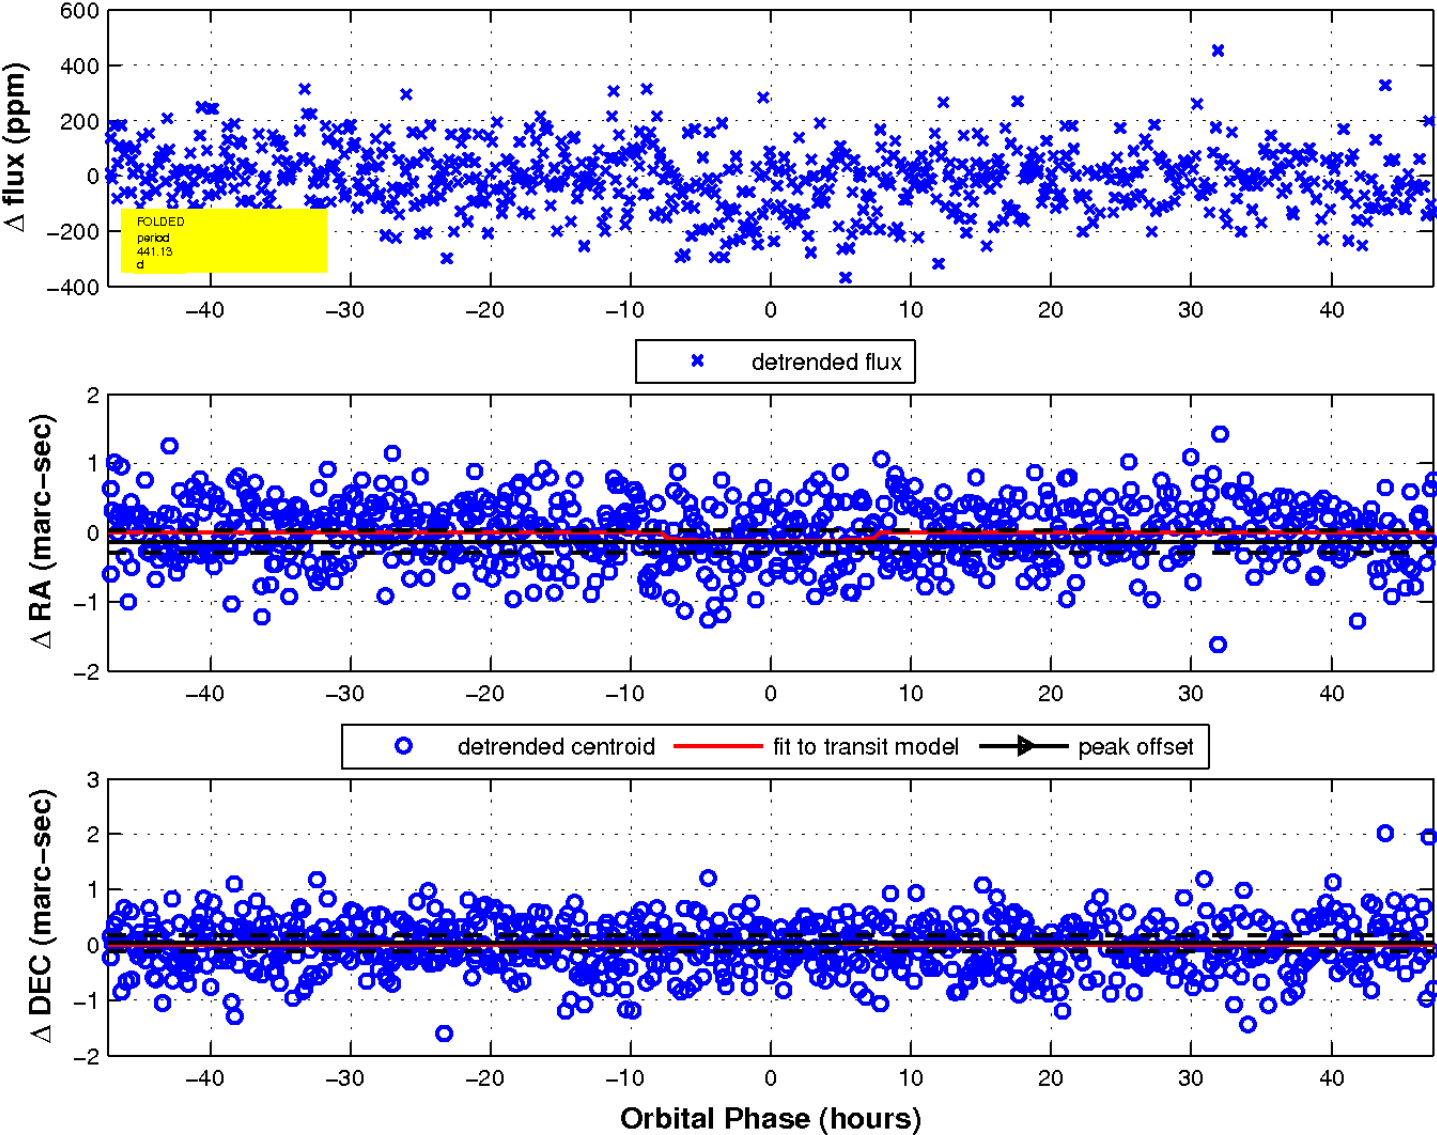 600
400
200
0
−200
−400
Δ flux (ppm)
FOLDED
period
441.13
d
−40 −30 −20 −10 0 10 20 30 40
detrended flux
2
1
0
−1
−2
Δ RA (marc−sec)
−40 −30 −20 −10 0 10 20 30 40
detrended centroid fit to transit model peak offset
3
2
1
0
−1
−2
Δ DEC (marc−sec)
−40 −30 −20 −10 0 10 20 30 40
Orbital Phase (hours)